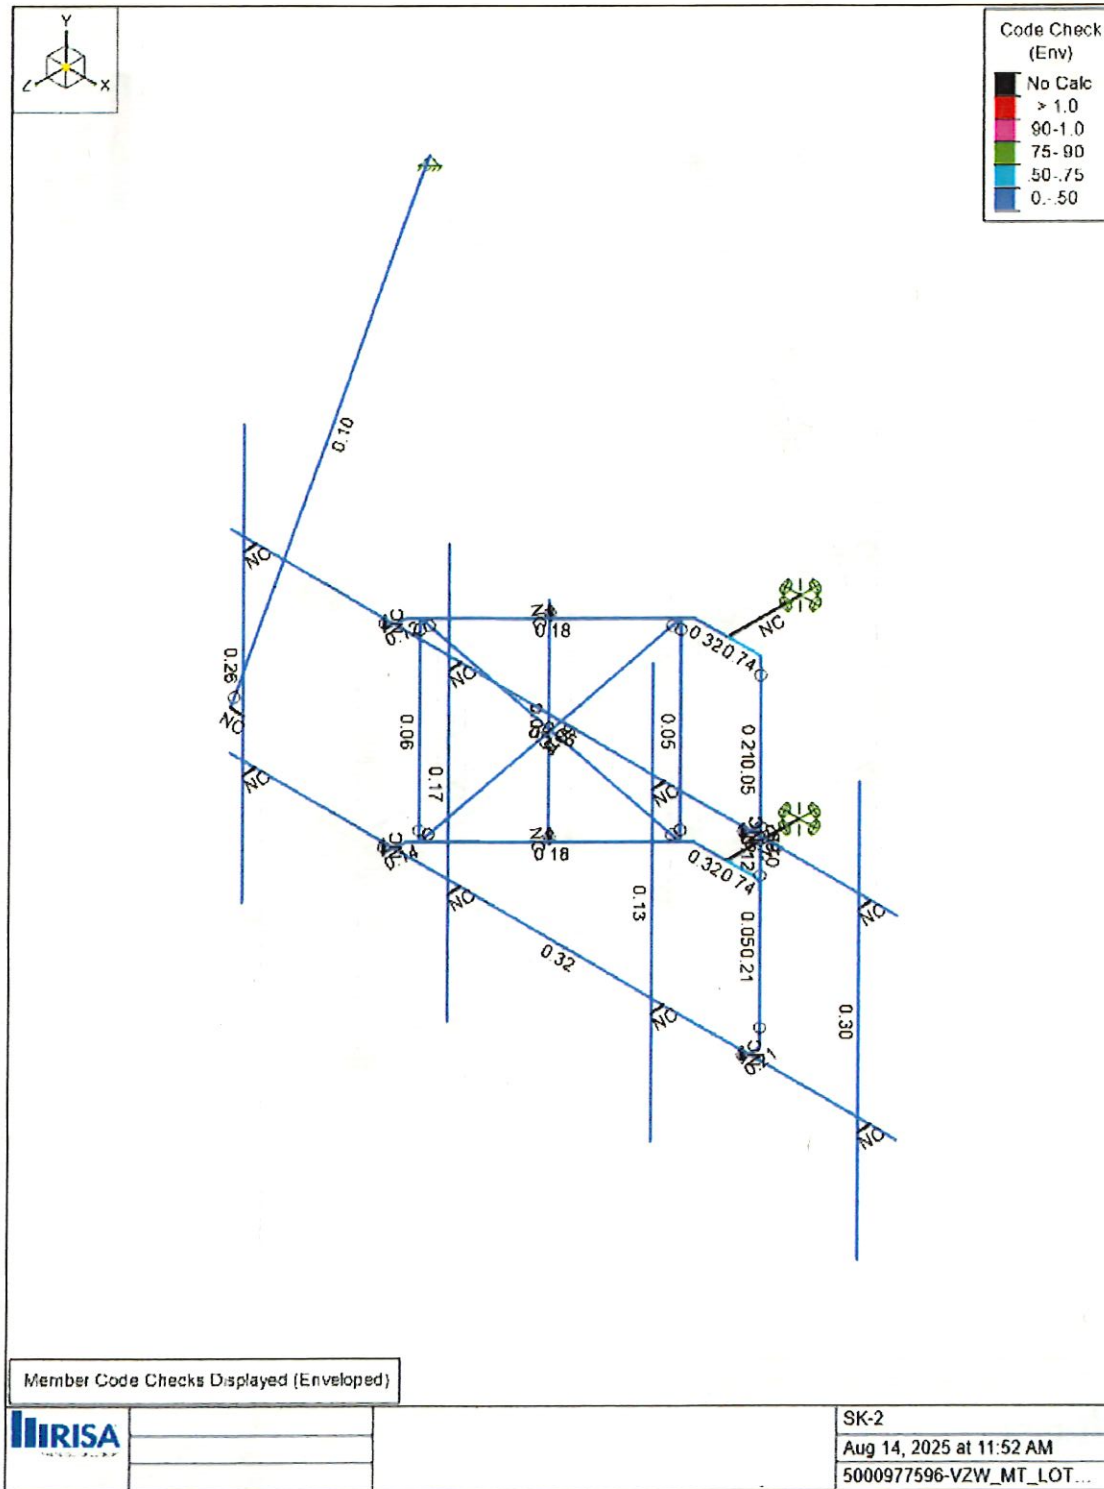 Y
Z
X
Code Check
(Env)
No Calc
> 1.0
.90-1.0
.75-.90
.50-.75
0.-.50
0.10
NC
0.26
NC
NC
0.18
NC
0.320.74
NC
0.06
0.17
0.05
0.210.05
NC
NC
0.14
0.18
0.320.74
NC
0.13
0.32
NC
0.050.21
NC
0.30
NC
Member Code Checks Displayed (Enveloped)
RISA
SK-2
Aug 14, 2025 at 11:52 AM
5000977596-VZW_MT_LOT...